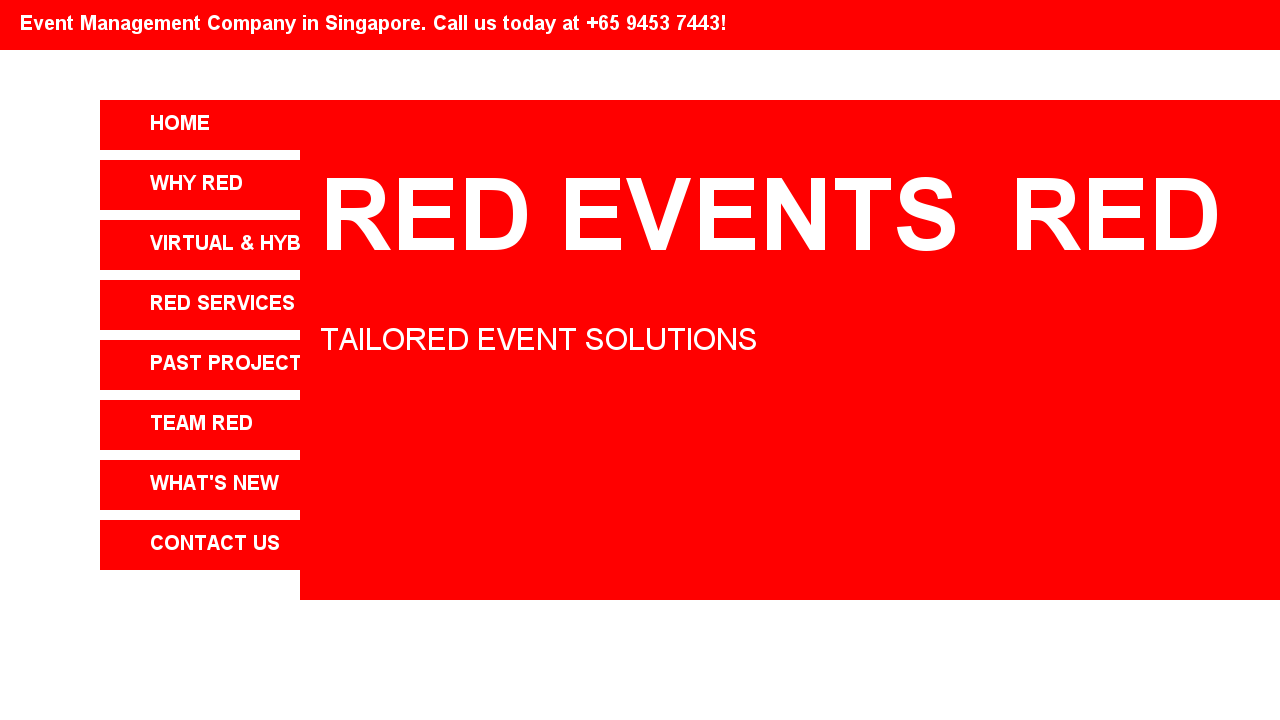 Event Management Company in Singapore. Call us today at +65 9453 7443!
HOME
WHY RED
VIRTUAL & HYB
RED SERVICES
PAST PROJECT
TEAM RED
WHAT'S NEW
CONTACT US
RED EVENTS RED
TAILORED EVENT SOLUTIONS